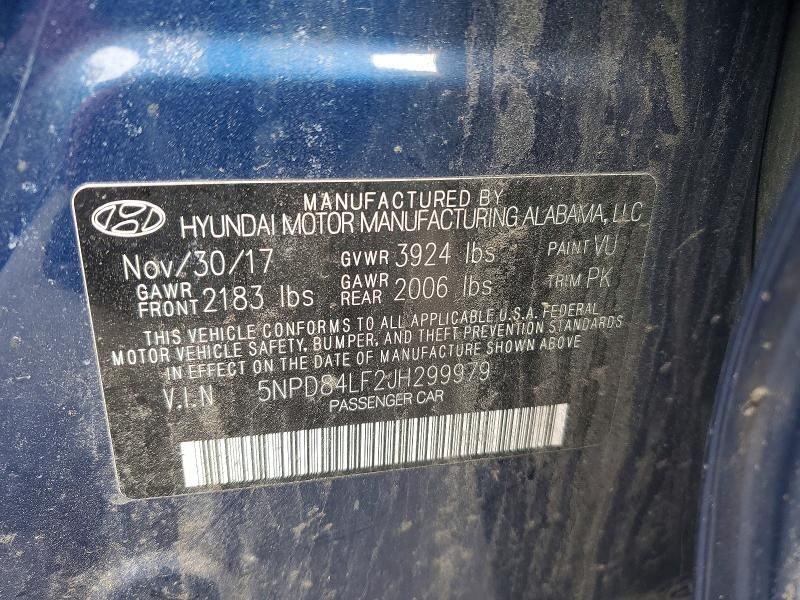 MANUFACTURED BY
HYUNDAI MOTOR MANUFACTURING ALABAMA, LLC
Nov/30/17 GVWR 3924 lbs PAINT VU
GAWR FRONT 2183 lbs GAWR REAR 2006 lbs TRIM PK
THIS VEHICLE CONFORMS TO ALL APPLICABLE U.S.A. FEDERAL
MOTOR VEHICLE SAFETY, BUMPER, AND THEFT PREVENTION STANDARDS
IN EFFECT ON THE DATE OF MANUFACTURE SHOWN ABOVE
V.I.N 5NPD84LF2JH299979
PASSENGER CAR